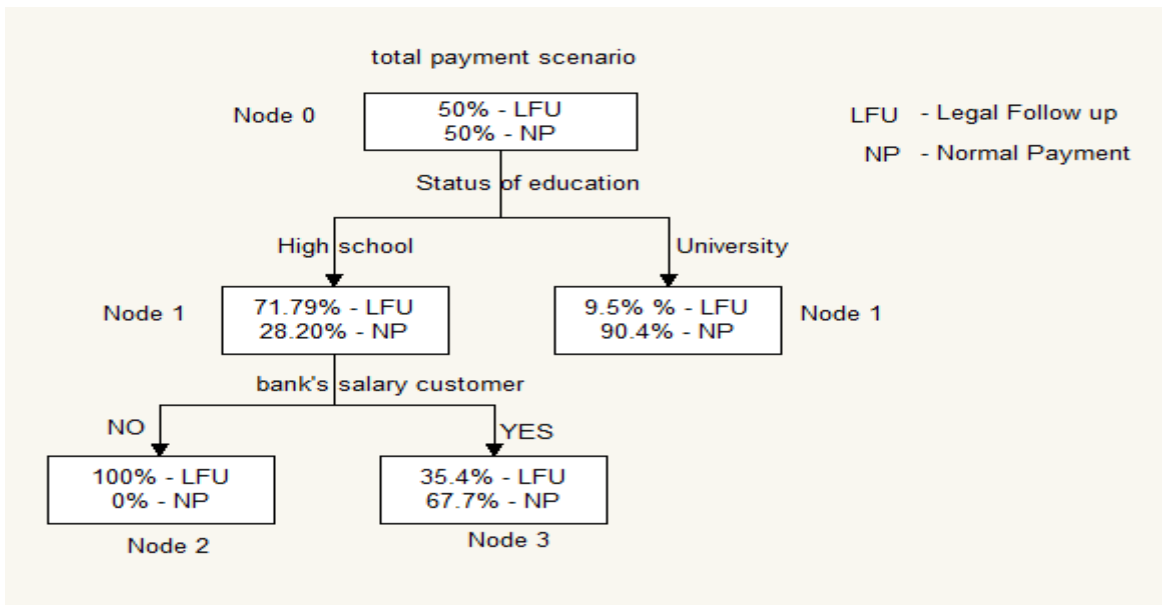 total payment scenario
Node 0
50% - LFU
50% - NP
LFU - Legal Follow up
NP - Normal Payment
Status of education
High school
University
Node 1
71.79% - LFU
28.20% - NP
9.5% % - LFU
90.4% - NP
Node 1
bank's salary customer
NO
YES
100% - LFU
0% - NP
35.4% - LFU
67.7% - NP
Node 2
Node 3